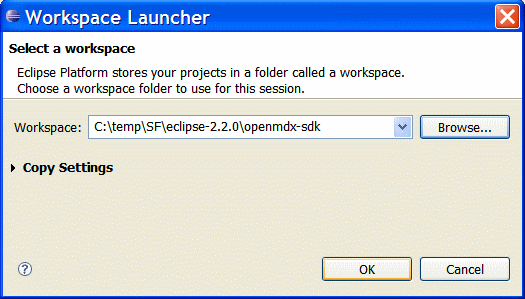 Workspace Launcher
Select a workspace
Eclipse Platform stores your projects in a folder called a workspace.
Choose a workspace folder to use for this session.
Workspace: C:\temp\SF\eclipse-2.2.0\openmdx-sdk Browse...
Copy Settings
? OK Cancel